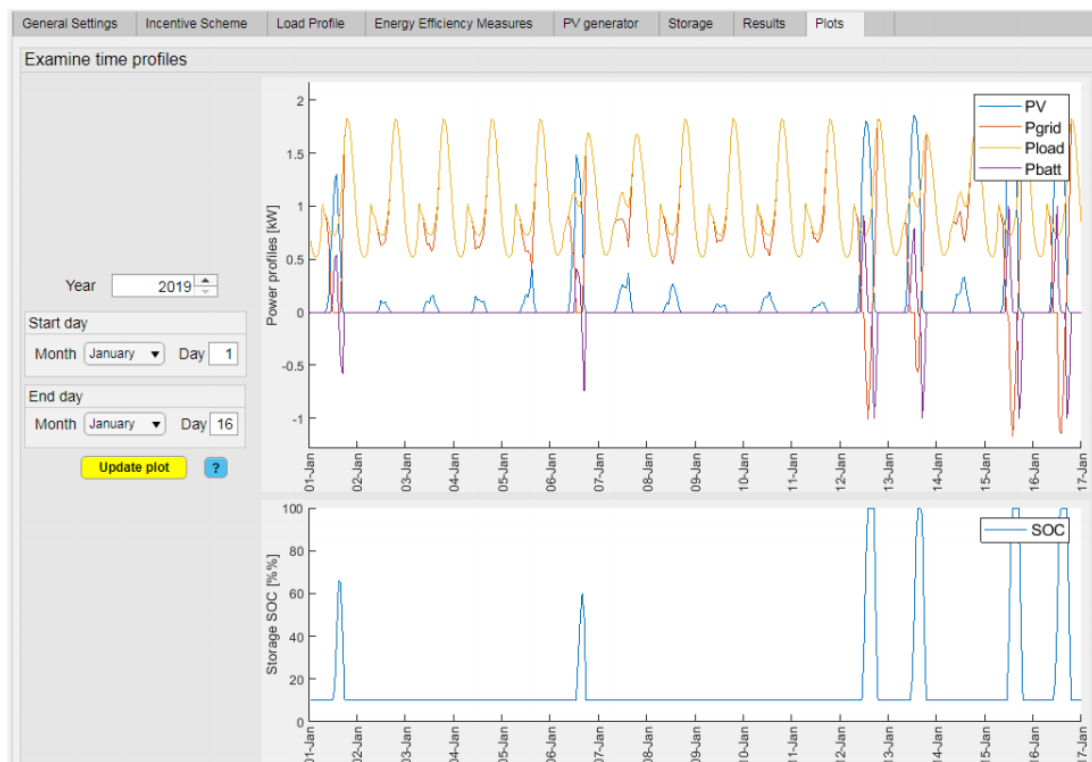 General Settings Incentive Scheme Load Profile Energy Efficiency Measures PV generator Storage Results Plots
Examine time profiles
Year 2019
Start day
Month January Day 1
End day
Month January Day 16
Update plot ?
Power profiles [kW]
2
1.5
1
0.5
0
-0.5
-1
PV
Pgrid
Pload
Pbatt
01-Jan 02-Jan 03-Jan 04-Jan 05-Jan 06-Jan 07-Jan 08-Jan 09-Jan 10-Jan 11-Jan 12-Jan 13-Jan 14-Jan 15-Jan 16-Jan 17-Jan
Storage SOC [%%]
100
80
60
40
20
0
SOC
01-Jan 02-Jan 03-Jan 04-Jan 05-Jan 06-Jan 07-Jan 08-Jan 09-Jan 10-Jan 11-Jan 12-Jan 13-Jan 14-Jan 15-Jan 16-Jan 17-Jan